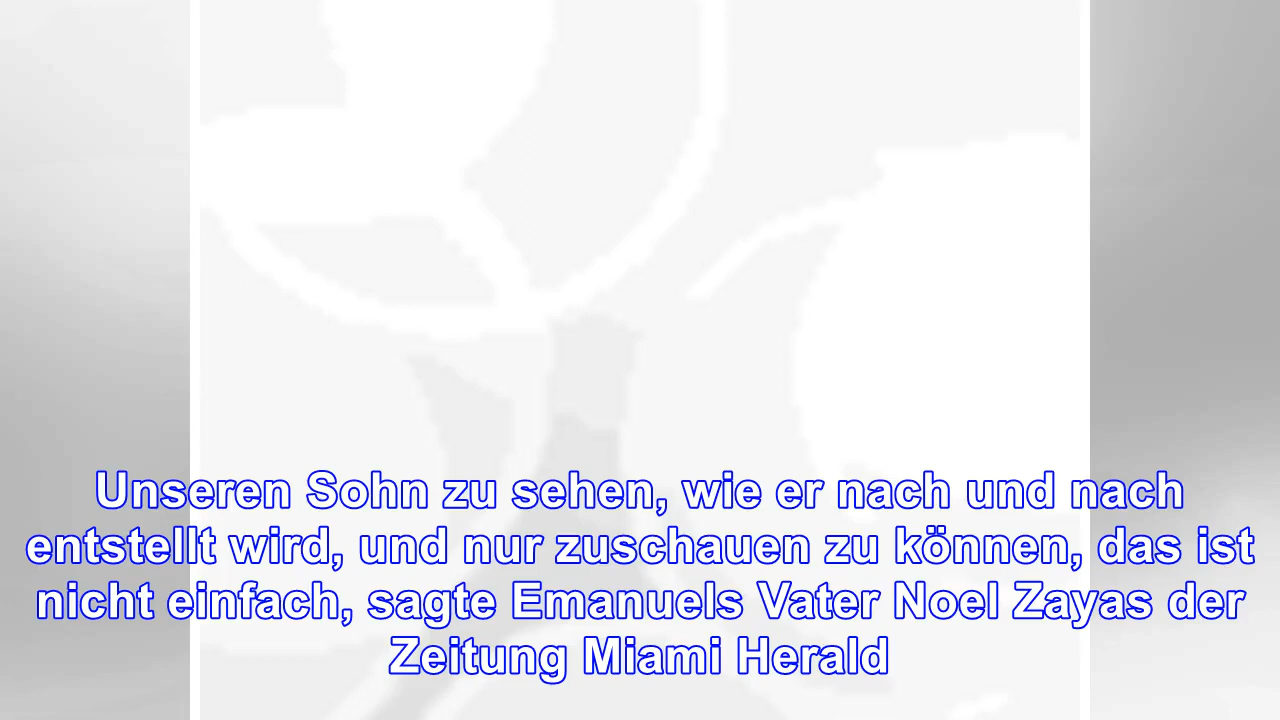 Unseren Sohn zu sehen, wie er nach und nach
entstellt wird, und nur zuschauen zu können, das ist
nicht einfach, sagte Emanuels Vater Noel Zayas der
Zeitung Miami Herald